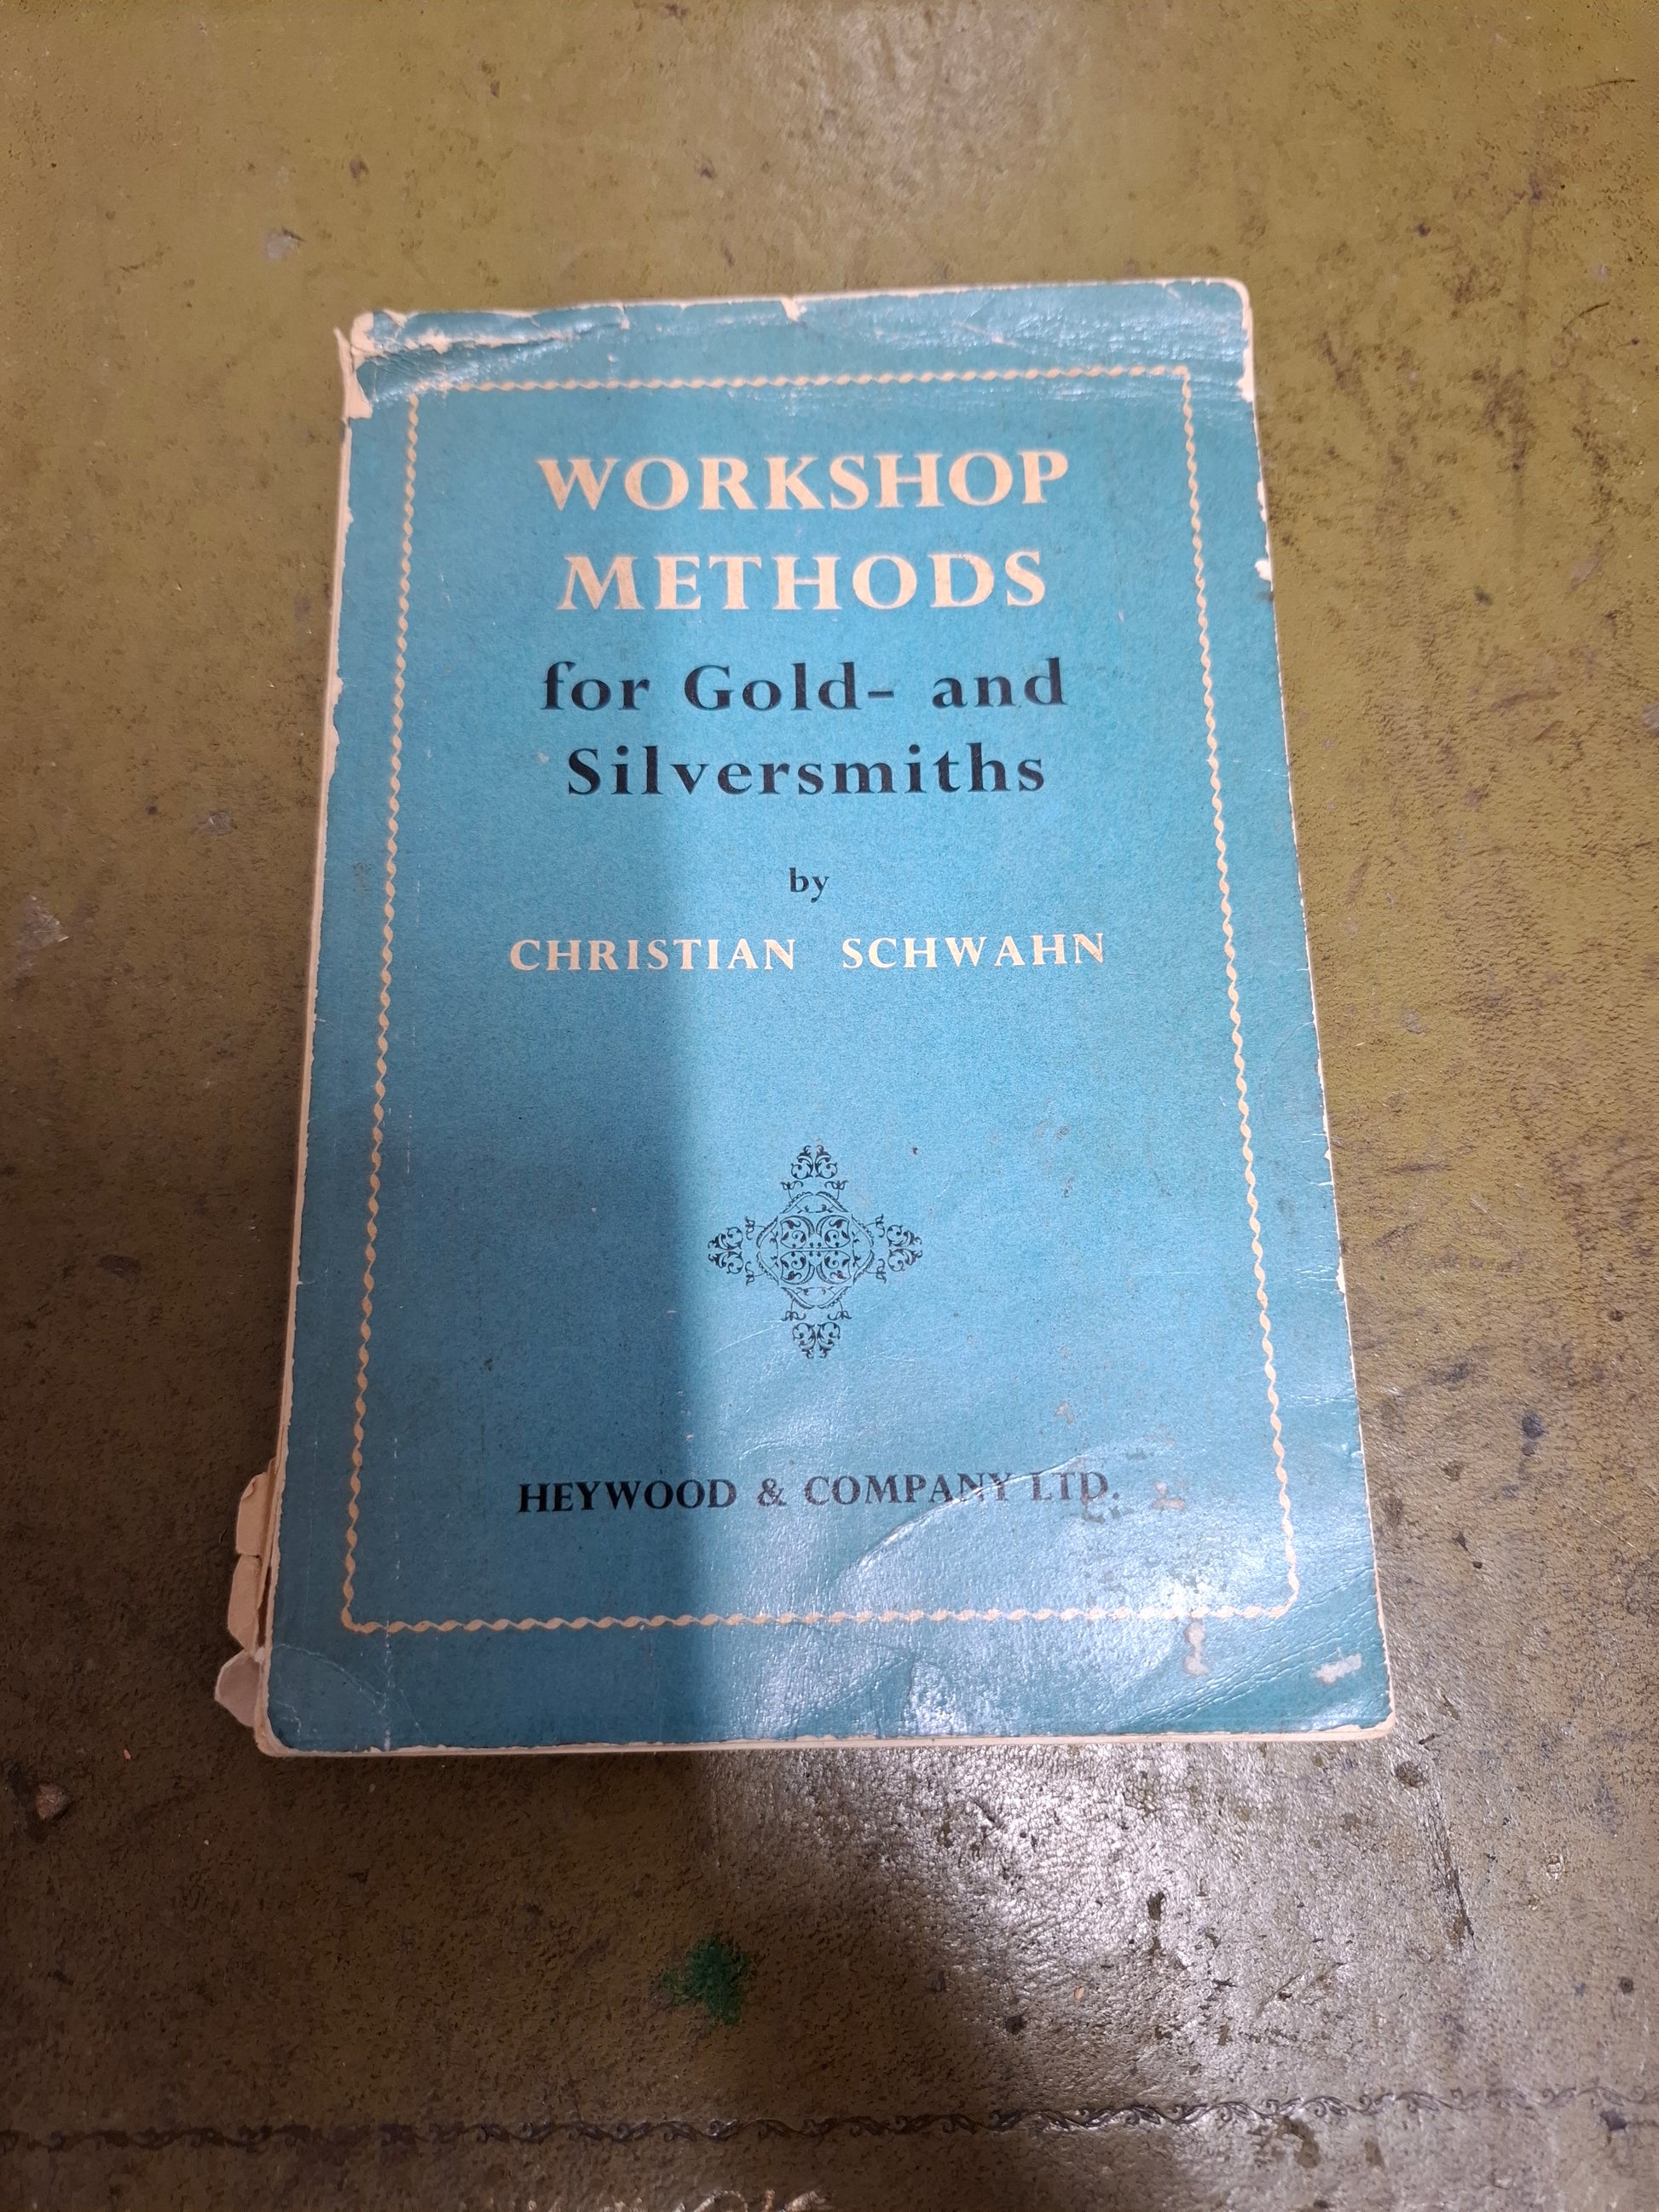 WORKSHOP
METHODS
for Gold- and
Silversmiths
by
CHRISTIAN SCHWAHN
HEYWOOD & COMPANY LTD.